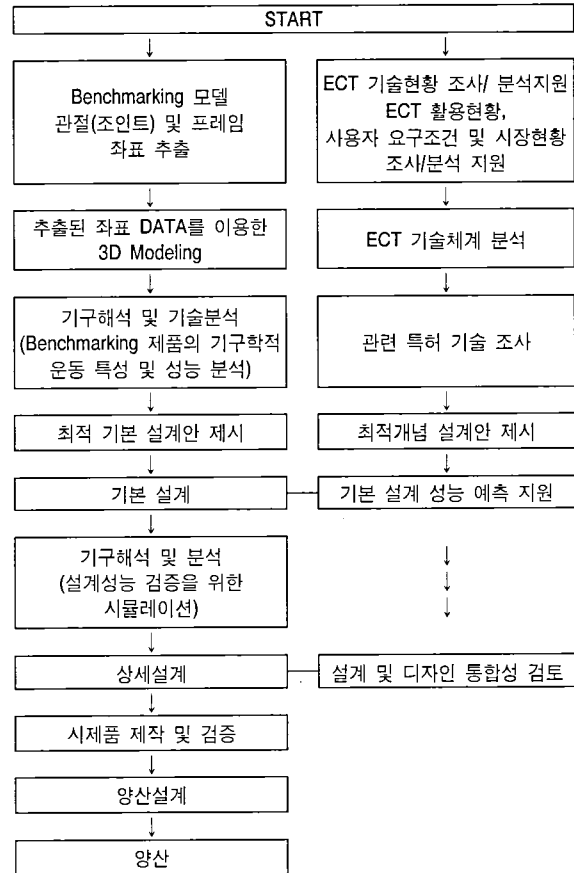 START
Benchmarking 모델
관절(조인트) 및 프레임
좌표 추출
추출된 좌표 DATA를 이용한
3D Modeling
기구해석 및 기술분석
(Benchmarking 제품의 기구학적
운동 특성 및 성능 분석)
최적 기본 설계안 제시
기본 설계
기구해석 및 분석
(설계성능 검증을 위한
시뮬레이션)
상세설계
시제품 제작 및 검증
양산설계
양산
ECT 기술현황 조사/ 분석지원
ECT 활용현황,
사용자 요구조건 및 시장현황
조사/분석 지원
ECT 기술체계 분석
관련 특허 기술 조사
최적개념 설계안 제시
기본 설계 성능 예측 지원
설계 및 디자인 통합성 검토